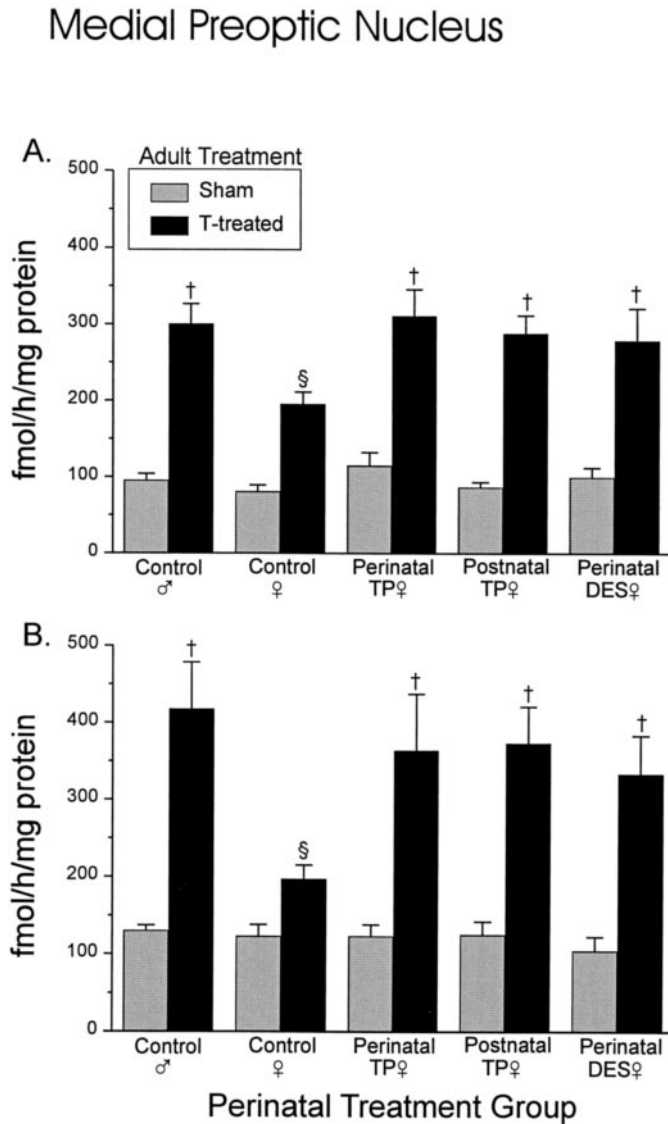 Medial Preoptic Nucleus
A.
Adult Treatment
Sham
T-treated
fmol/h/mg protein
500
400
300
200
100
0
†
§
†
†
†
Control
♂
Control
♀
Perinatal
TP♀
Postnatal
TP♀
Perinatal
DES♀
B.
fmol/h/mg protein
500
400
300
200
100
0
†
§
†
†
†
Control
♂
Control
♀
Perinatal
TP♀
Postnatal
TP♀
Perinatal
DES♀
Perinatal Treatment Group